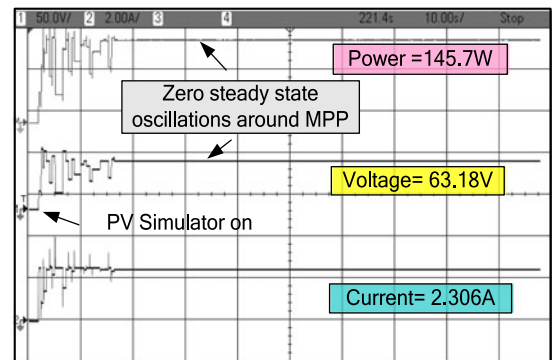 1 50.0V/ 2 2.00A/ 3 4 221.4s 10.00s/ Stop
Power =145.7W
Zero steady state
oscillations around MPP
Voltage= 63.18V
PV Simulator on
Current= 2.306A